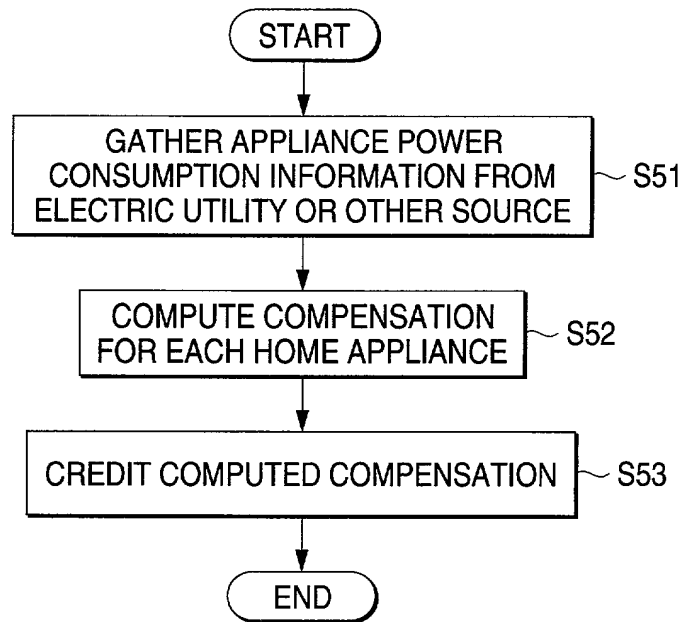 START
GATHER APPLIANCE POWER
CONSUMPTION INFORMATION FROM
ELECTRIC UTILITY OR OTHER SOURCE
S51
COMPUTE COMPENSATION
FOR EACH HOME APPLIANCE
S52
CREDIT COMPUTED COMPENSATION
S53
END